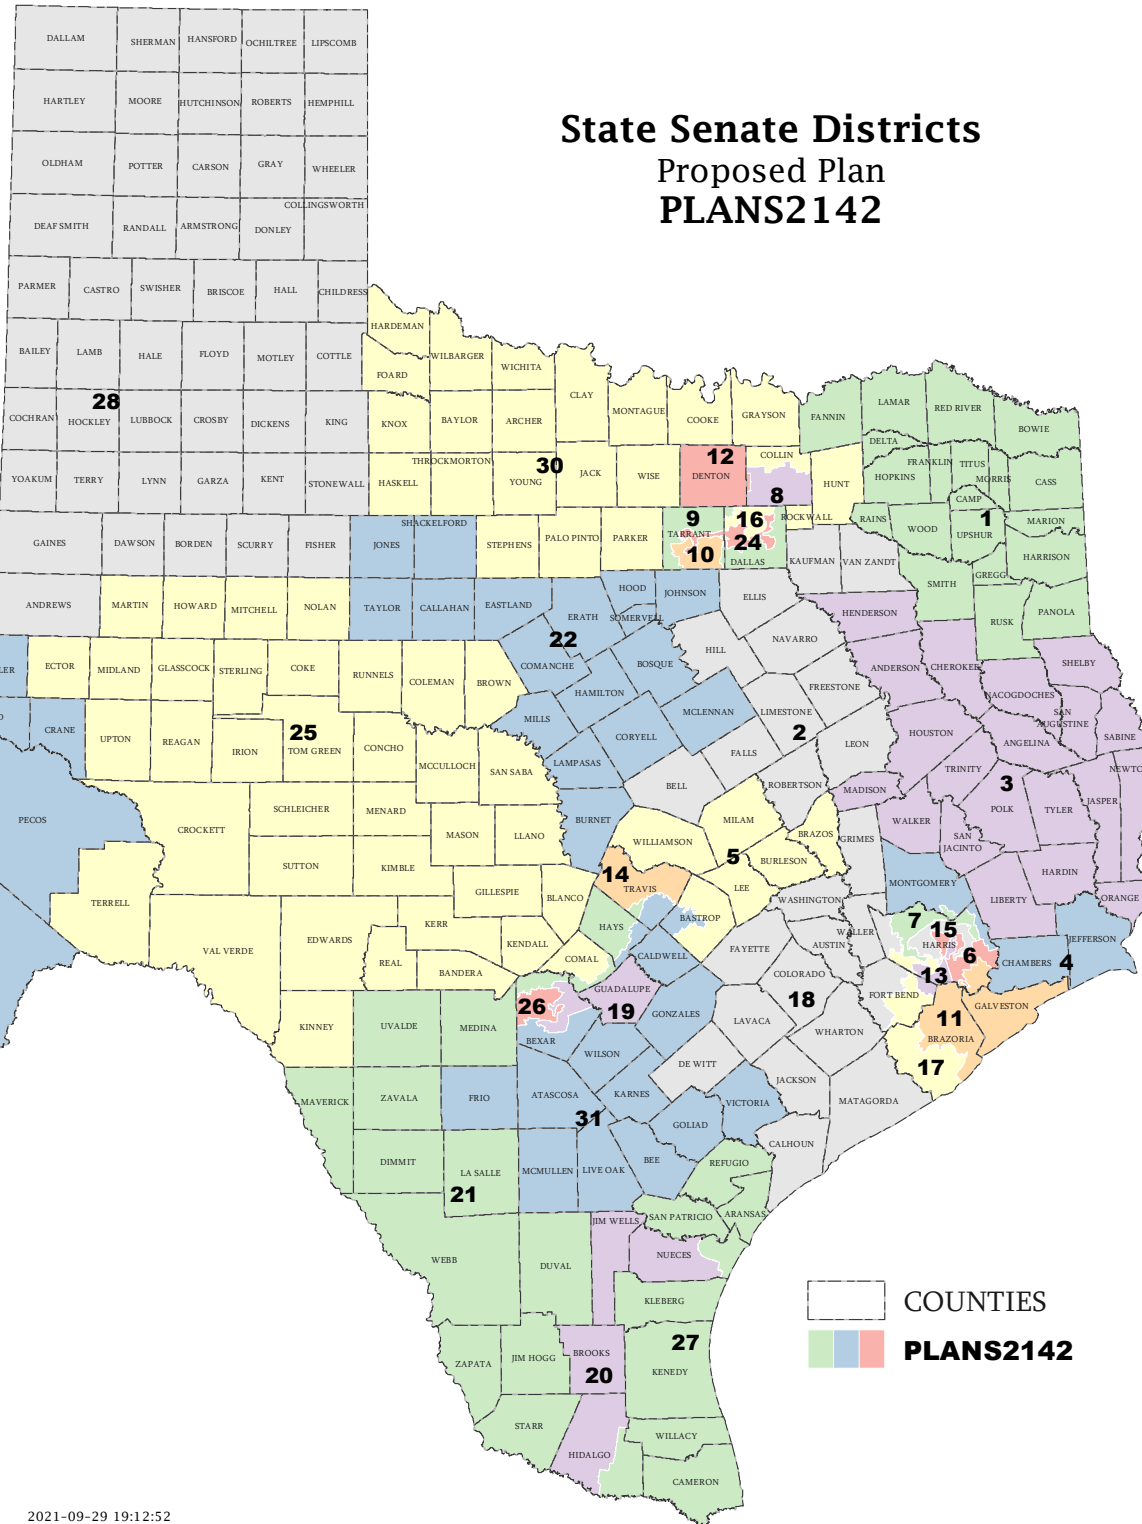 State Senate Districts
Proposed Plan
PLANS2142
DALLAM
SHERMAN
HANSFORD
OCHILTREE
LIPSCOMB
HARTLEY
MOORE
HUTCHINSON
ROBERTS
HEMPHILL
OLDHAM
POTTER
CARSON
GRAY
WHEELER
COLLINGSWORTH
DEAF SMITH
RANDALL
ARMSTRONG
DONLEY
PARMER
CASTRO
SWISHER
BRISCOE
HALL
CHILDRESS
HARDEMAN
BAILEY
LAMB
HALE
FLOYD
MOTLEY
COTTLE
FOARD
WILBARGER
WICHITA
CLAY
MONTAGUE
COOKE
GRAYSON
FANNIN
LAMAR
RED RIVER
BOWIE
28
COCHRAN
HOCKLEY
LUBBOCK
CROSBY
DICKENS
KING
KNOX
BAYLOR
ARCHER
DELTA
YOAKUM
TERRY
LYNN
GARZA
KENT
STONEWALL
HASKELL
THROCKMORTON
YOUNG
30
JACK
WISE
12
DENTON
COLLIN
8
HUNT
HOPKINS
FRANKLIN
TITUS
MORRIS
CASS
CAMP
GAINES
DAWSON
BORDEN
SCURRY
FISHER
JONES
SHACKELFORD
STEPHENS
PALO PINTO
PARKER
9
TARRANT
10
16
24
DALLAS
ROCKWALL
RAINS
WOOD
1
UPSHUR
MARION
HARRISON
KAUFMAN
VAN ZANDT
SMITH
GREGG
ANDREWS
MARTIN
HOWARD
MITCHELL
NOLAN
TAYLOR
CALLAHAN
EASTLAND
ERATH
HOOD
SOMERVELL
JOHNSON
ELLIS
HENDERSON
RUSK
PANOLA
LER
ECTOR
MIDLAND
GLASSCOCK
STERLING
COKE
RUNNELS
COLEMAN
BROWN
22
COMANCHE
BOSQUE
HILL
NAVARRO
ANDERSON
CHEROKEE
SHELBY
HAMILTON
FREESTONE
NACOGDOCHES
CRANE
UPTON
REAGAN
IRION
25
TOM GREEN
CONCHO
MILLS
CORYELL
MCLENNAN
LIMESTONE
2
LEON
HOUSTON
SAN
AUGUSTINE
ANGELINA
SABINE
MCCULLOCH
SAN SABA
LAMPASAS
FALLS
TRINITY
NEWTO
PECOS
CROCKETT
SCHLEICHER
MENARD
MASON
LLANO
BURNET
BELL
ROBERTSON
MADISON
3
POLK
TYLER
JASPER
WILLIAMSON
MILAM
BRAZOS
GRIMES
WALKER
SAN
JACINTO
SUTTON
KIMBLE
5
BURLESON
HARDIN
TERRELL
GILLESPIE
BLANCO
14
TRAVIS
LEE
WASHINGTON
MONTGOMERY
LIBERTY
ORANGE
VAL VERDE
EDWARDS
KERR
KENDALL
HAYS
BASTROP
FAYETTE
AUSTIN
WALLER
7
15
HARRIS
6
JEFFERSON
REAL
BANDERA
COMAL
CALDWELL
COLORADO
13
CHAMBERS
4
KINNEY
UVALDE
MEDINA
26
BEXAR
GUADALUPE
19
GONZALES
LAVACA
18
FORT BEND
11
GALVESTON
WHARTON
BRAZORIA
WILSON
DE WITT
17
MAVERICK
ZAVALA
FRIO
ATASCOSA
KARNES
JACKSON
MATAGORDA
31
GOLIAD
VICTORIA
CALHOUN
DIMMIT
LA SALLE
21
MCMULLEN
LIVE OAK
BEE
REFUGIO
ARANSAS
SAN PATRICIO
JIM WELLS
NUECES
WEBB
DUVAL
KLEBERG
COUNTIES
27
ZAPATA
JIM HOGG
BROOKS
20
KENEDY
PLANS2142
STARR
HIDALGO
WILLACY
CAMERON
2021-09-29 19:12:52